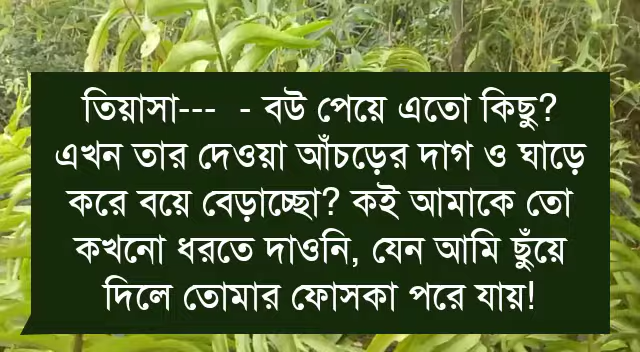 তিয়াসা---  - বউ পেয়ে এতো কিছু?
এখন তার দেওয়া আঁচড়ের দাগ ও ঘাড়ে
করে বয়ে বেড়াচ্ছো? কই আমাকে তো
কখনো ধরতে দাওনি, যেন আমি ছুঁয়ে
দিলে তোমার ফোসকা পরে যায়!